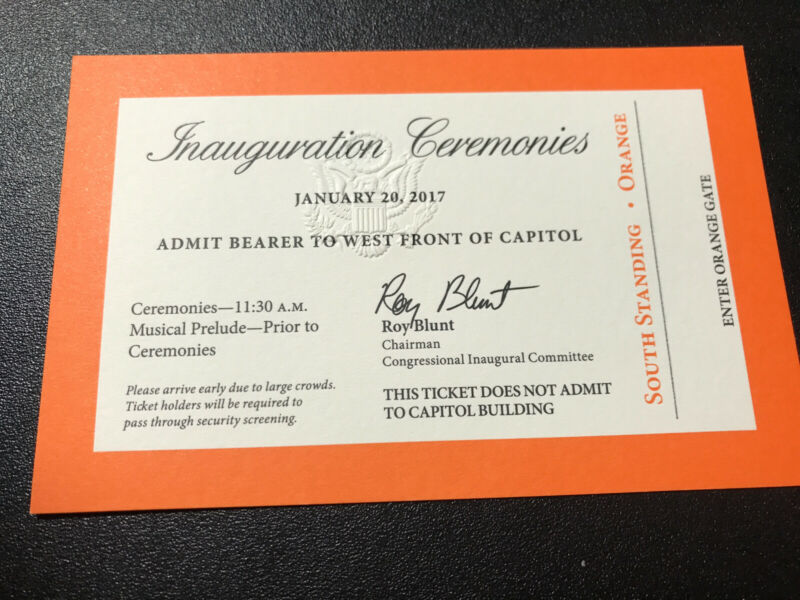 Inauguration Ceremonies
JANUARY 20, 2017
ADMIT BEARER TO WEST FRONT OF CAPITOL
Ceremonies—11:30 A.M.
Musical Prelude—Prior to
Ceremonies
Please arrive early due to large crowds.
Ticket holders will be required to
pass through security screening.
Roy Blunt
Roy Blunt
Chairman
Congressional Inaugural Committee
THIS TICKET DOES NOT ADMIT
TO CAPITOL BUILDING
SOUTH STANDING • ORANGE
ENTER ORANGE GATE